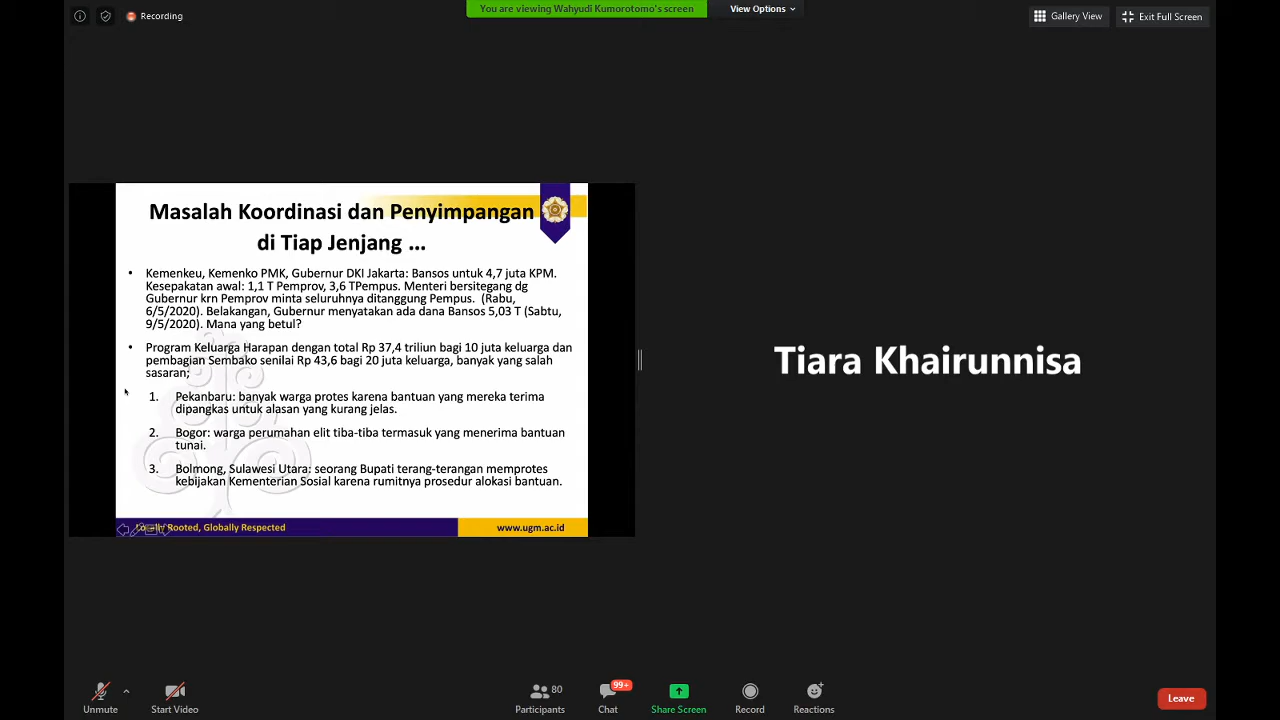 Recording
You are viewing Wahyudi Kumorotomo's screen
View Options
Gallery View
Exit Full Screen
Masalah Koordinasi dan Penyimpangan
di Tiap Jenjang ...
• Kemenkeu, Kemenko PMK, Gubernur DKI Jakarta: Bansos untuk 4,7 juta KPM.
Kesepakatan awal: 1,1 T Pemprov, 3,6 TPempus. Menteri bersitegang dg
Gubernur krn Pemprov minta seluruhnya ditanggung Pempus. (Rabu,
6/5/2020). Belakangan, Gubernur menyatakan ada dana Bansos 5,03 T (Sabtu,
9/5/2020). Mana yang betul?
• Program Keluarga Harapan dengan total Rp 37,4 triliun bagi 10 juta keluarga dan
pembagian Sembako senilai Rp 43,6 bagi 20 juta keluarga, banyak yang salah
sasaran;
1. Pekanbaru: banyak warga protes karena bantuan yang mereka terima
dipangkas untuk alasan yang kurang jelas.
2. Bogor: warga perumahan elit tiba-tiba termasuk yang menerima bantuan
tunai.
3. Bolmong, Sulawesi Utara: seorang Bupati terang-terangan memprotes
kebijakan Kementerian Sosial karena rumitnya prosedur alokasi bantuan.
Rooted, Globally Respected
www.ugm.ac.id
Tiara Khairunnisa
Unmute
Start Video
80
Participants
99+
Chat
Share Screen
Record
Reactions
Leave